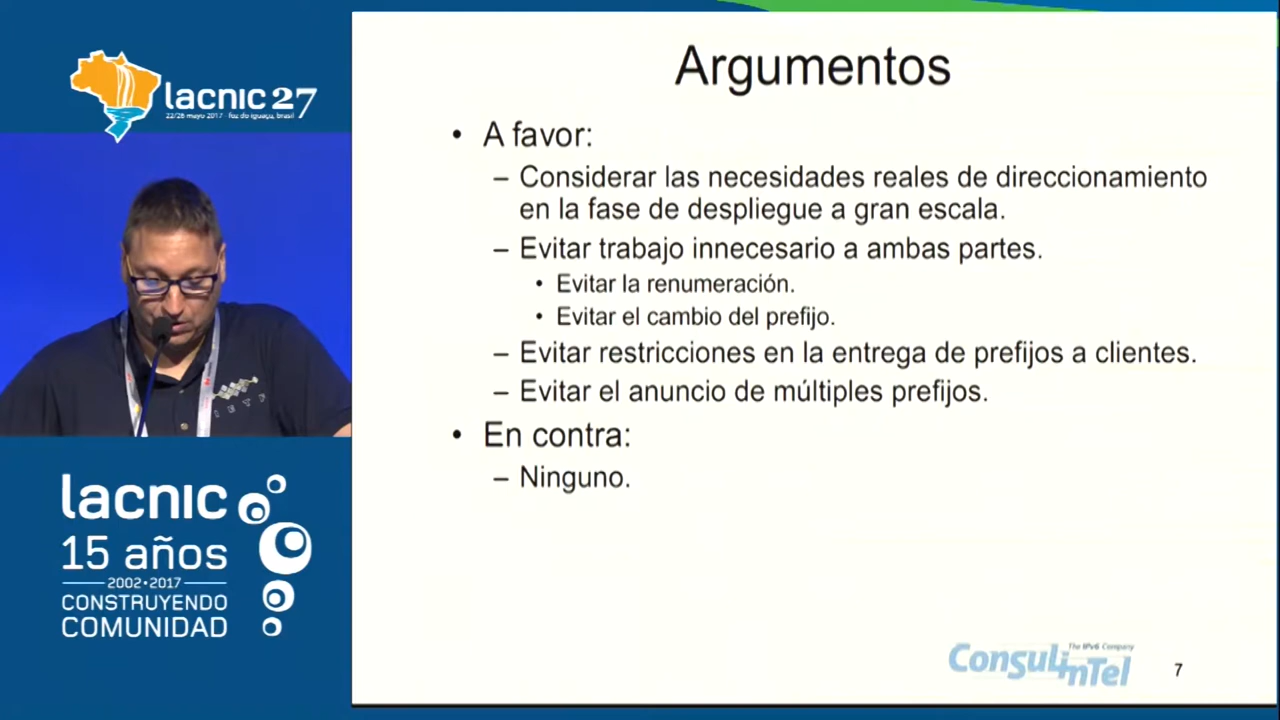 lacnic 27
22/26 mayo 2017 - foz do iguaçu, brasil
Argumentos
• A favor:
– Considerar las necesidades reales de direccionamiento
en la fase de despliegue a gran escala.
– Evitar trabajo innecesario a ambas partes.
• Evitar la renumeración.
• Evitar el cambio del prefijo.
– Evitar restricciones en la entrega de prefijos a clientes.
– Evitar el anuncio de múltiples prefijos.
• En contra:
– Ninguno.
lacnic
15 años
2002•2017
CONSTRUYENDO
COMUNIDAD
The IPv6 Company
ConsulinTel
7